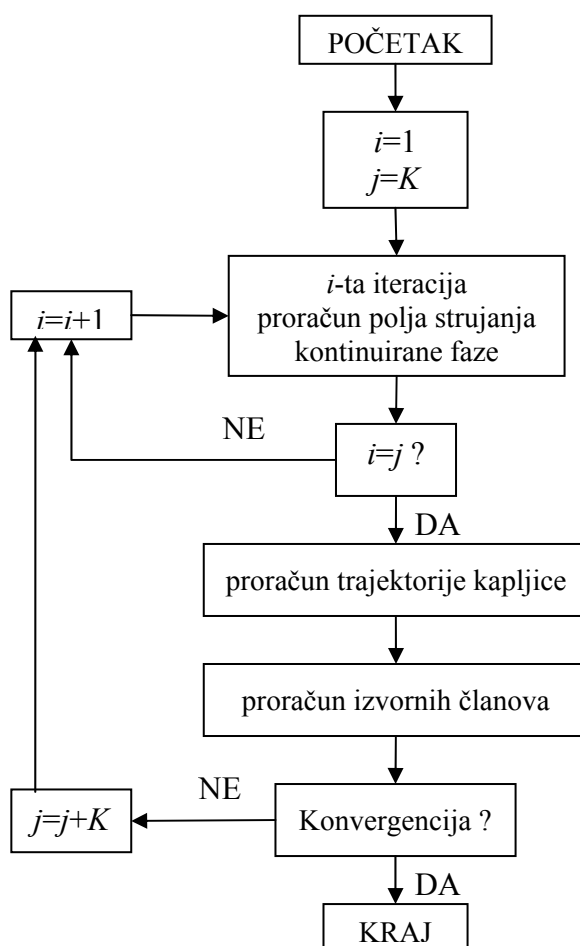 POČETAK
i=1
j=K
i-ta iteracija
proračun polja strujanja
kontinuirane faze
i=i+1
NE
i=j ?
DA
proračun trajektorije kapljice
proračun izvornih članova
NE
j=j+K
Konvergencija ?
DA
KRAJ